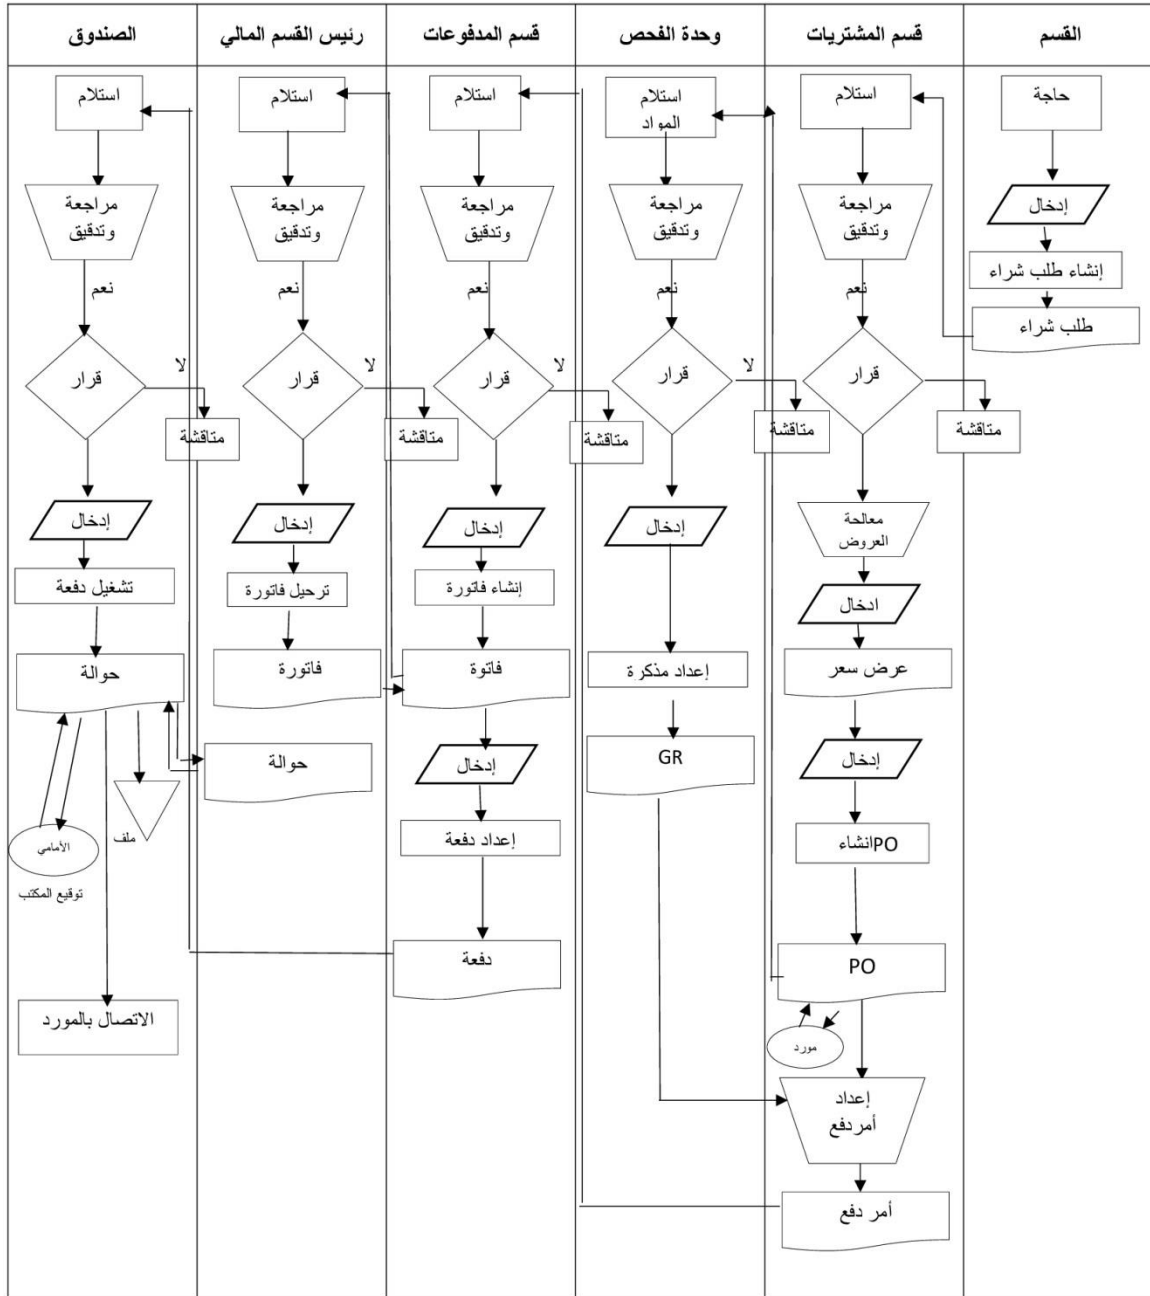 القسم
قسم المشتريات
وحدة الفحص
قسم المدفوعات
رئيس القسم المالي
الصندوق
حاجة
إدخال
إنشاء طلب شراء
طلب شراء
استلام
مراجعة
وتدقيق
نعم
قرار
متاقشة
معالحة
العروض
ادخال
عرض سعر
إدخال
POانشاء
PO
مورد
إعداد
أمردفع
أمر دفع
استلام
المواد
مراجعة
وتدقيق
نعم
قرار
لا
متاقشة
إدخال
إعداد مذكرة
GR
استلام
مراجعة
وتدقيق
نعم
قرار
لا
متاقشة
إدخال
إنشاء فاتورة
فاتوة
إدخال
إعداد دفعة
دفعة
استلام
مراجعة
وتدقيق
نعم
قرار
متاقشة
إدخال
ترحيل فاتورة
فاتورة
حوالة
استلام
مراجعة
وتدقيق
نعم
قرار
لا
متاقشة
إدخال
تشغيل دفعة
حوالة
ملف
الأمامي
توقيع المكتب
الاتصال بالمورد